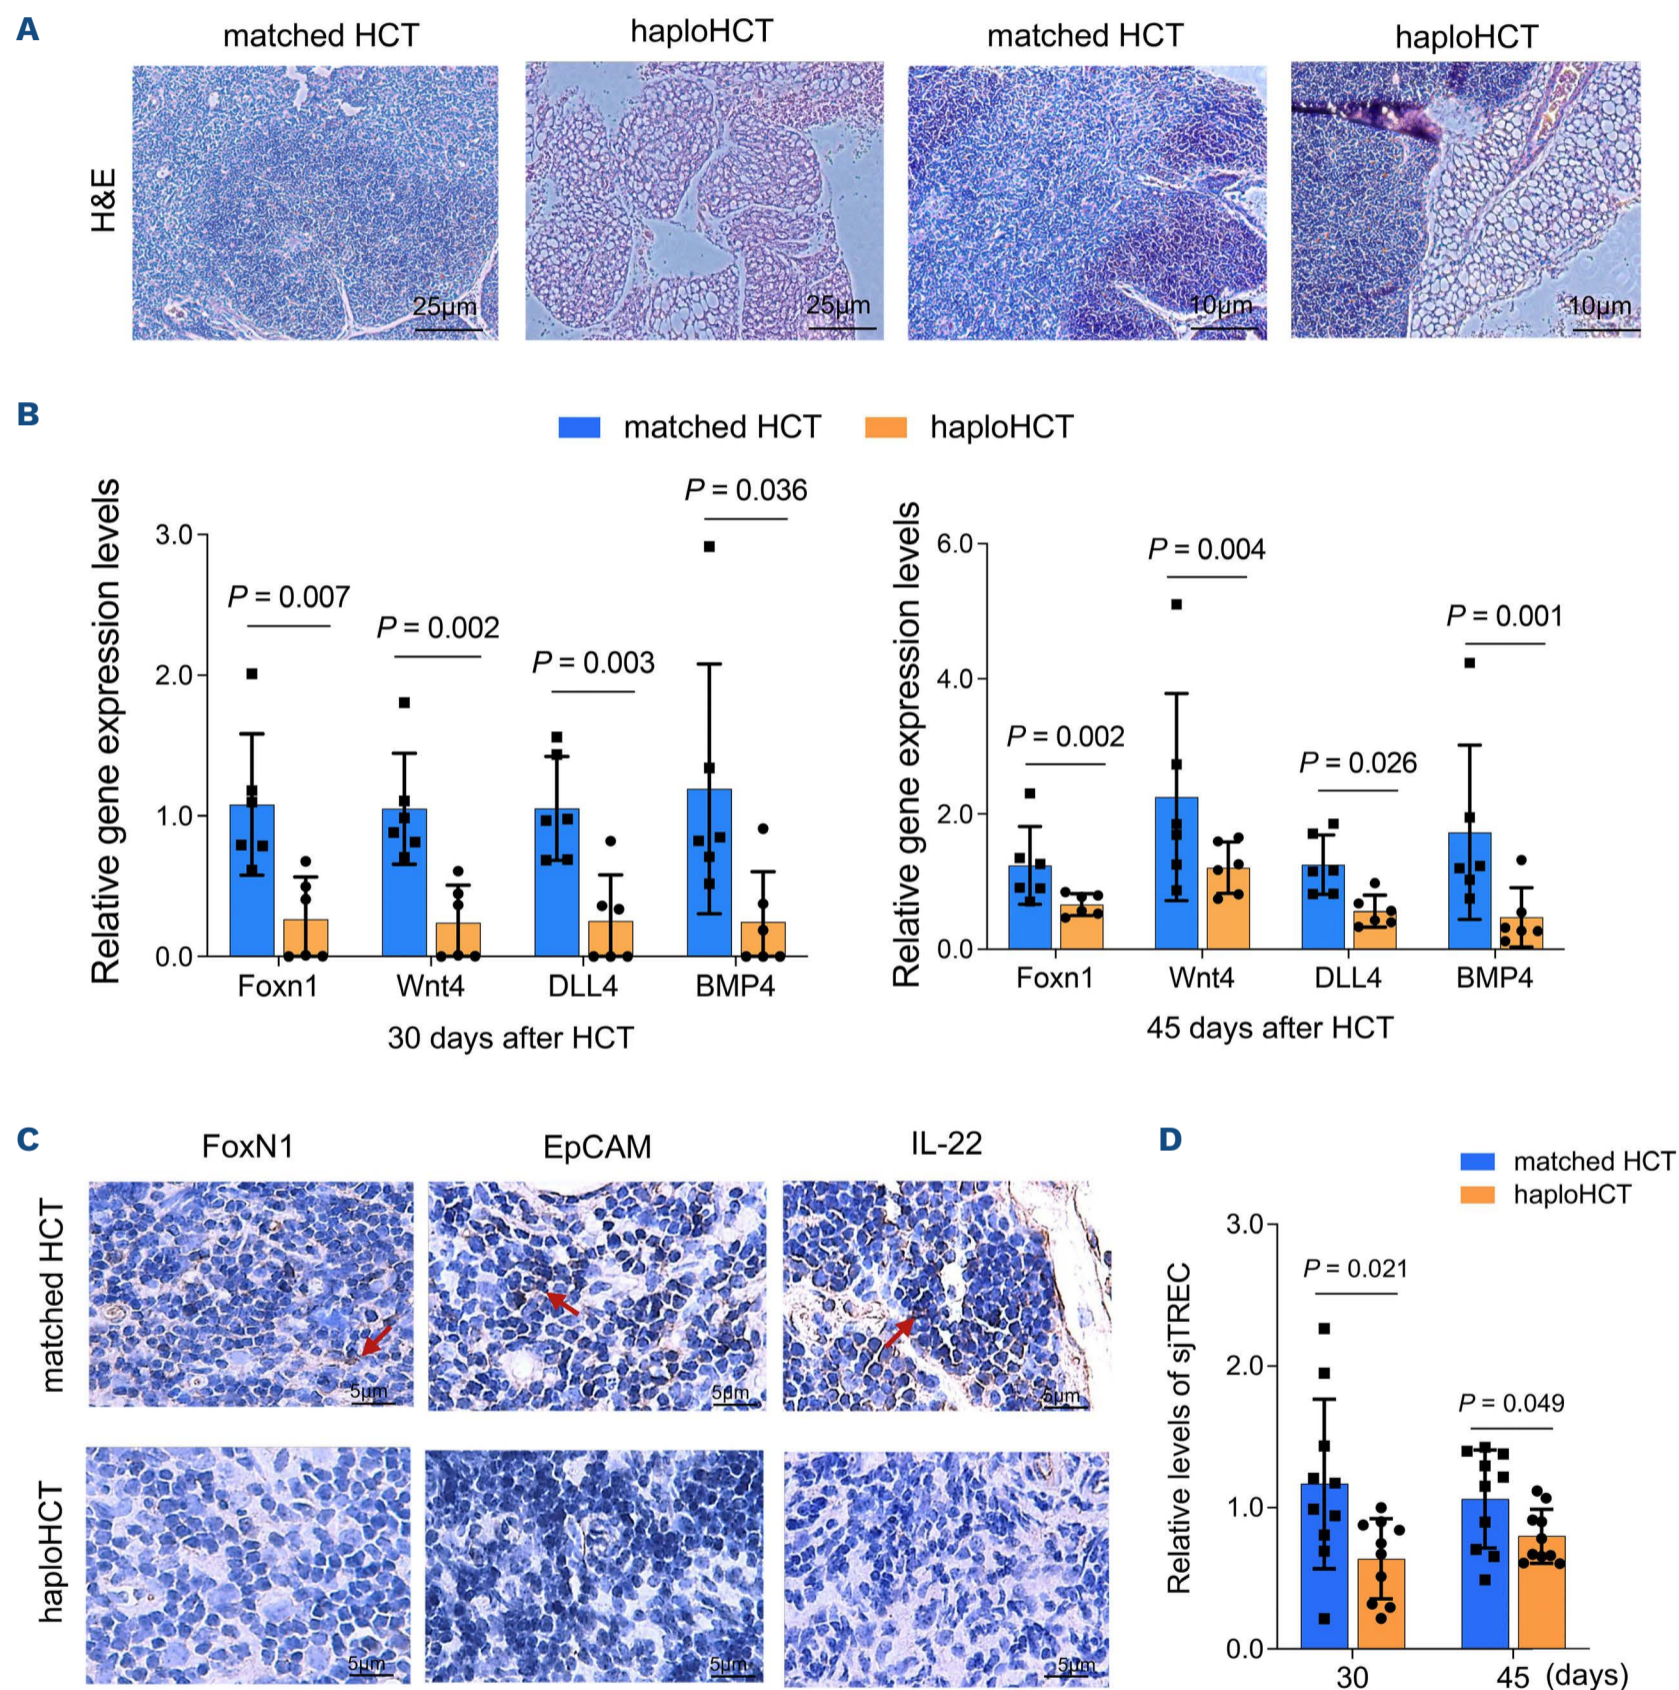 A
matched HCT haploHCT matched HCT haploHCT
H&E
25μm 25μm 10μm 10μm
B
matched HCT haploHCT
Relative gene expression levels
3.0
2.0
1.0
0.0
P = 0.007
P = 0.002
P = 0.003
P = 0.036
Foxn1 Wnt4 DLL4 BMP4
30 days after HCT
Relative gene expression levels
6.0
4.0
2.0
0.0
P = 0.002
P = 0.004
P = 0.026
P = 0.001
Foxn1 Wnt4 DLL4 BMP4
45 days after HCT
C
FoxN1 EpCAM IL-22
matched HCT
5μm 5μm 5μm
haploHCT
5μm 5μm 5μm
D
matched HCT
haploHCT
Relative levels of sjTREC
3.0
2.0
1.0
0.0
P = 0.021
P = 0.049
30 45 (days)